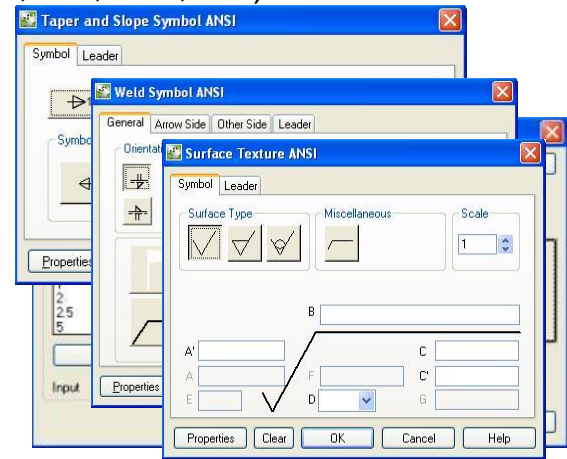 Taper and Slope Symbol ANSI
Symbol Leader
Properties
Weld Symbol ANSI
General Arrow Side Other Side Leader
Properties
2
2.5
5
Input
Surface Texture ANSI
Symbol Leader
Surface Type Miscellaneous Scale
1
B
A' C
A F C'
E D G
Properties Clear OK Cancel Help